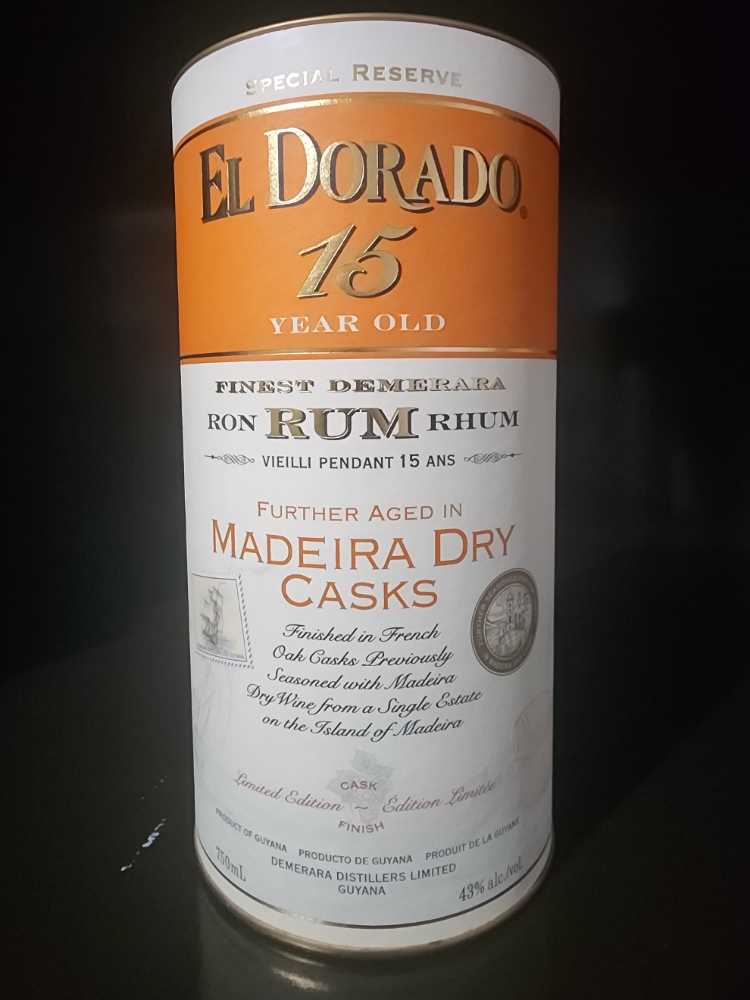 SPECIAL RESERVE
EL DORADO®
15
YEAR OLD
FINEST DEMERARA
RON RUM RHUM
VIEILLI PENDANT 15 ANS
FURTHER AGED IN
MADEIRA DRY
CASKS
Finished in French
Oak Casks Previously
Seasoned with Madeira
Dry Wine from a Single Estate
on the Island of Madeira
Limited Edition ~ Edition Limitée
CASK
FINISH
PRODUCT OF GUYANA PRODUCTO DE GUYANA PRODUIT DE LA GUYANE
750mL
DEMERARA DISTILLERS LIMITED
GUYANA
43% alc./vol.